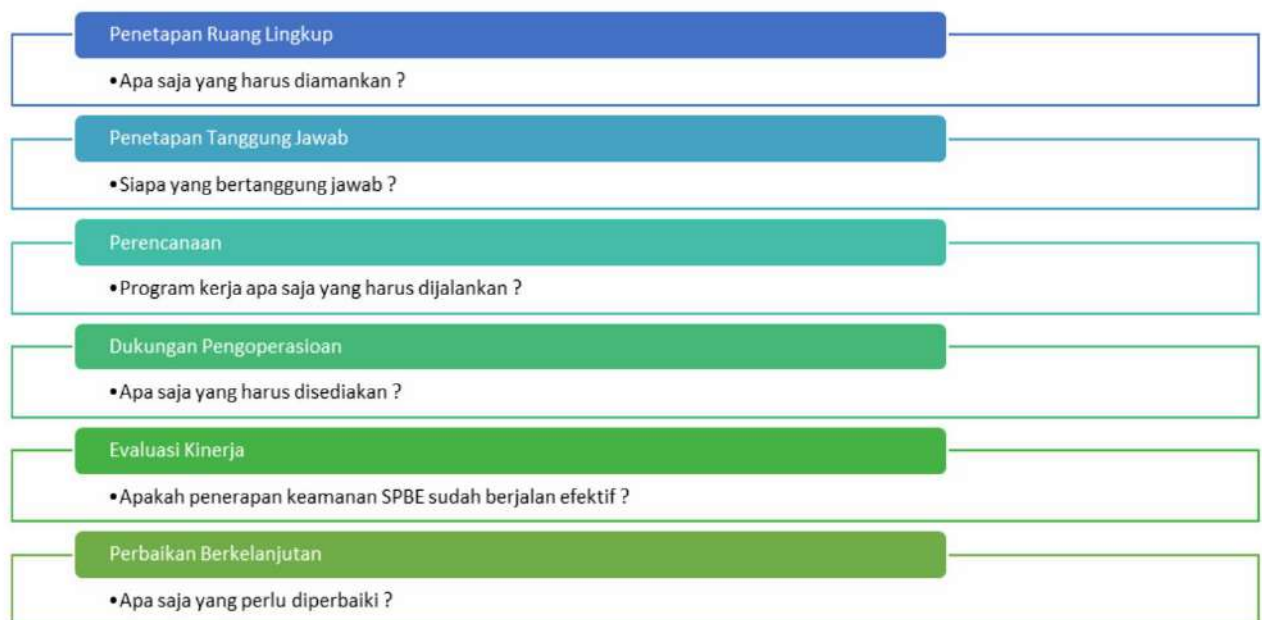 Penetapan Ruang Lingkup
•Apa saja yang harus diamankan ?
Penetapan Tanggung Jawab
•Siapa yang bertanggung jawab ?
Perencanaan
•Program kerja apa saja yang harus dijalankan ?
Dukungan Pengoperasioan
•Apa saja yang harus disediakan ?
Evaluasi Kinerja
•Apakah penerapan keamanan SPBE sudah berjalan efektif ?
Perbaikan Berkelanjutan
•Apa saja yang perlu diperbaiki ?